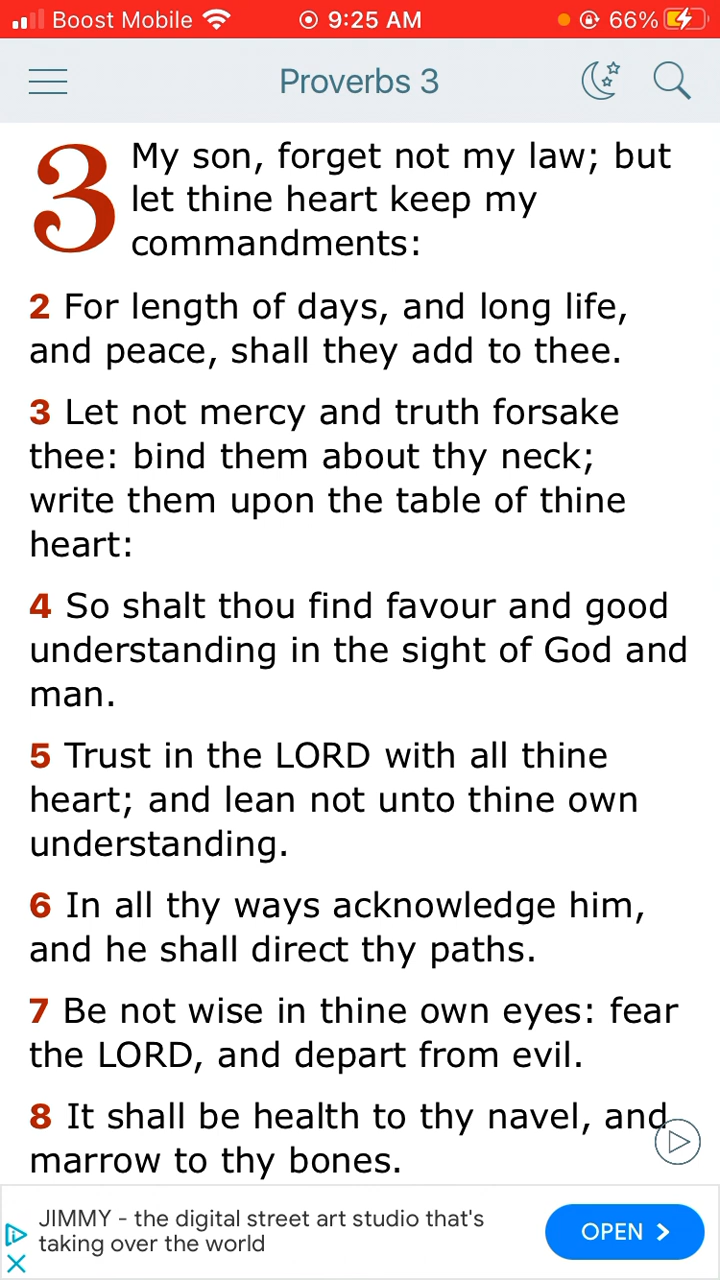 Boost Mobile 9:25 AM 66%
Proverbs 3
3 My son, forget not my law; but
let thine heart keep my
commandments:
2 For length of days, and long life,
and peace, shall they add to thee.
3 Let not mercy and truth forsake
thee: bind them about thy neck;
write them upon the table of thine
heart:
4 So shalt thou find favour and good
understanding in the sight of God and
man.
5 Trust in the LORD with all thine
heart; and lean not unto thine own
understanding.
6 In all thy ways acknowledge him,
and he shall direct thy paths.
7 Be not wise in thine own eyes: fear
the LORD, and depart from evil.
8 It shall be health to thy navel, and
marrow to thy bones.
JIMMY - the digital street art studio that's
taking over the world
OPEN